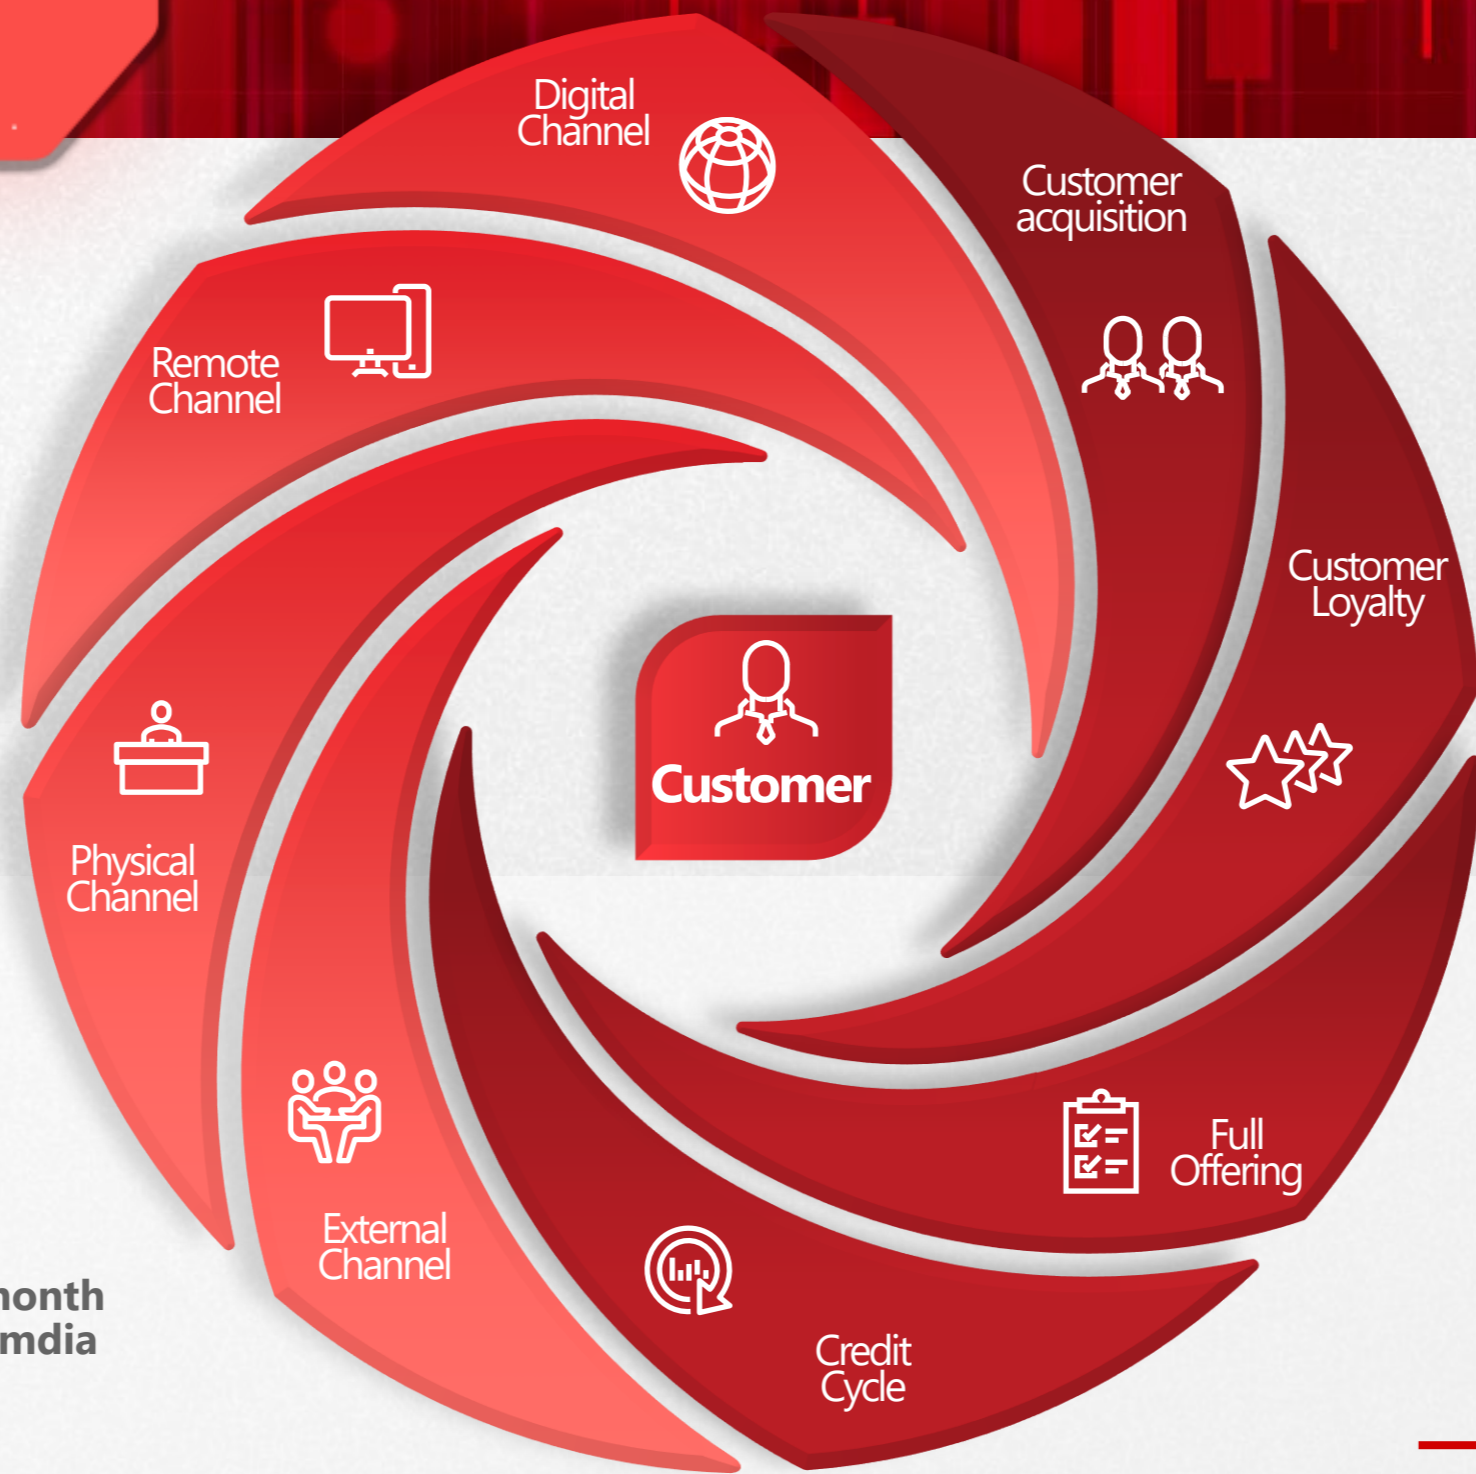 Digital
Channel
Customer
acquisition
Remote
Channel
Customer
Loyalty
Customer
Physical
Channel
Full
Offering
External
Channel
Credit
Cycle